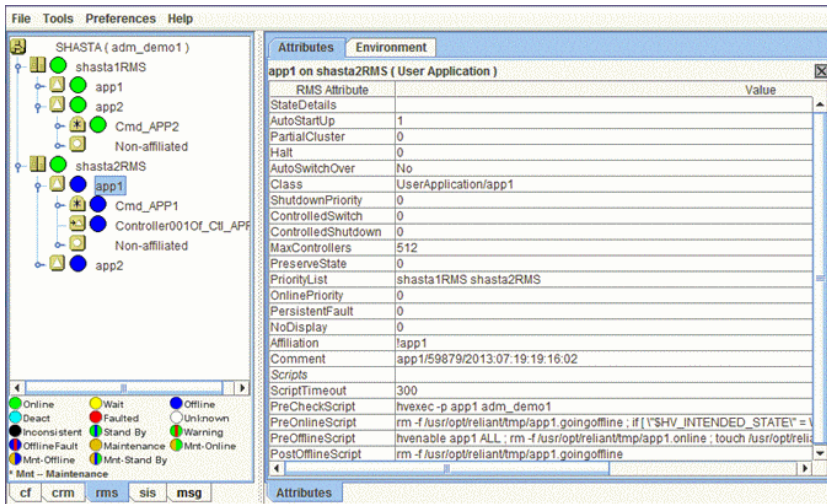 File Tools Preferences Help
SHASTA ( adm_demo1 )
shasta1RMS
app1
app2
Cmd_APP2
Non-affiliated
shasta2RMS
app1
Cmd_APP1
Controller001Of_Ctl_APP
Non-affiliated
app2
Online Wait Offline
Deact Faulted Unknown
Inconsistent Stand By Warning
OfflineFault Maintenance Mnt-Online
Mnt-Offline Mnt-Stand By
* Mnt -- Maintenance
cf crm rms sis msg
Attributes Environment
app1 on shasta2RMS ( User Application )
RMS Attribute Value
StateDetails
AutoStartUp 1
PartialCluster 0
Halt 0
AutoSwitchOver No
Class UserApplication/app1
ShutdownPriority 0
ControlledSwitch 0
ControlledShutdown 0
MaxControllers 512
PreserveState 0
PriorityList shasta1RMS shasta2RMS
OnlinePriority 0
PersistentFault 0
NoDisplay 0
Affiliation !app1
Comment app1/59879/2013:07:19:19:16:02
Scripts
ScriptTimeout 300
PreCheckScript hvexec -p app1 adm_demo1
PreOnlineScript rm -f /usr/opt/reliant/tmp/app1.goingoffline ; if [ \"$HV_INTENDED_STATE\" = \
PreOfflineScript hvenable app1 ALL ; rm -f /usr/opt/reliant/tmp/app1.online ; touch /usr/opt/relia
PostOfflineScript rm -f /usr/opt/reliant/tmp/app1.goingoffline
Attributes